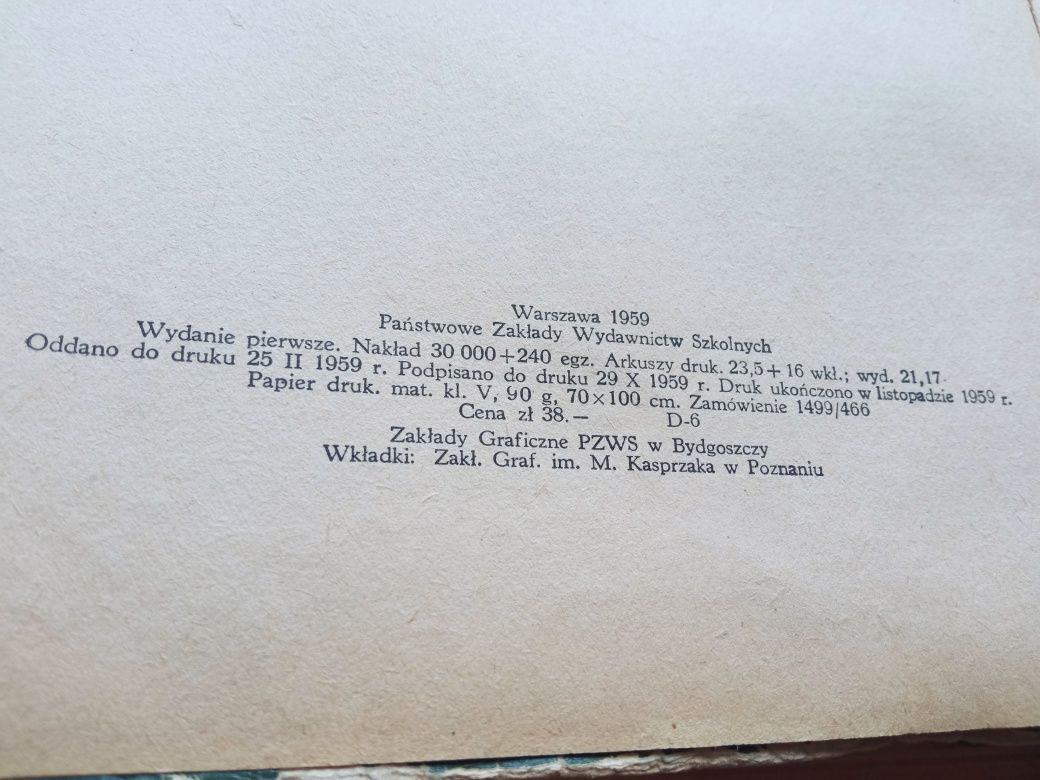 Warszawa 1959
Państwowe Zakłady Wydawnictw Szkolnych
Wydanie pierwsze. Nakład 30 000+240 egz. Arkuszy druk. 23,5+16 wkł.; wyd. 21,17.
Oddano do druku 25 II 1959 r. Podpisano do druku 29 X 1959 r. Druk ukończono w listopadzie 1959 r.
Papier druk. mat. kl. V, 90 g, 70×100 cm. Zamówienie 1499/466
Cena zł 38.— D-6
Zakłady Graficzne PZWS w Bydgoszczy
Wkładki: Zakł. Graf. im. M. Kasprzaka w Poznaniu